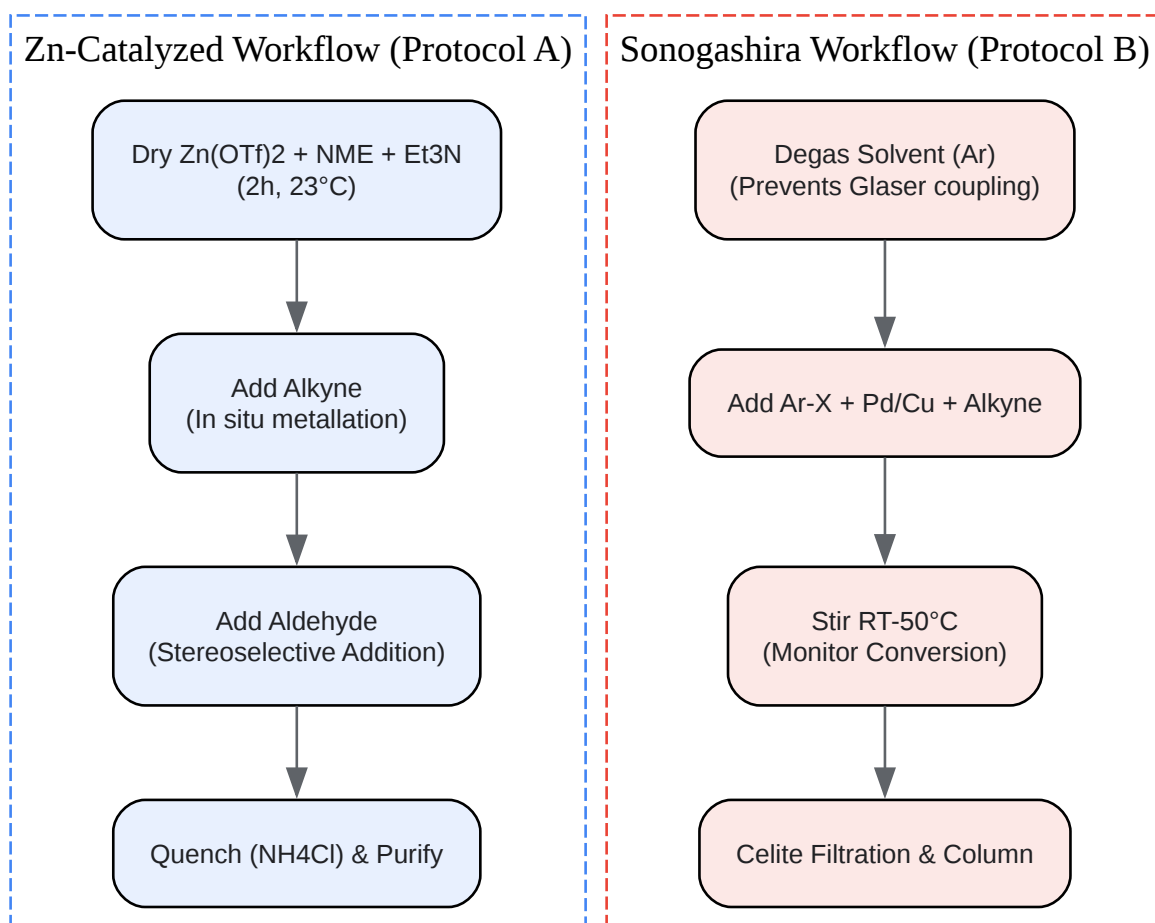 Zn-Catalyzed Workflow (Protocol A)
Dry Zn(OTf)2 + NME + Et3N
(2h, 23°C)
Add Alkyne
(In situ metallation)
Add Aldehyde
(Stereoselective Addition)
Quench (NH4Cl) & Purify
Sonogashira Workflow (Protocol B)
Degas Solvent (Ar)
(Prevents Glaser coupling)
Add Ar-X + Pd/Cu + Alkyne
Stir RT-50°C
(Monitor Conversion)
Celite Filtration & Column